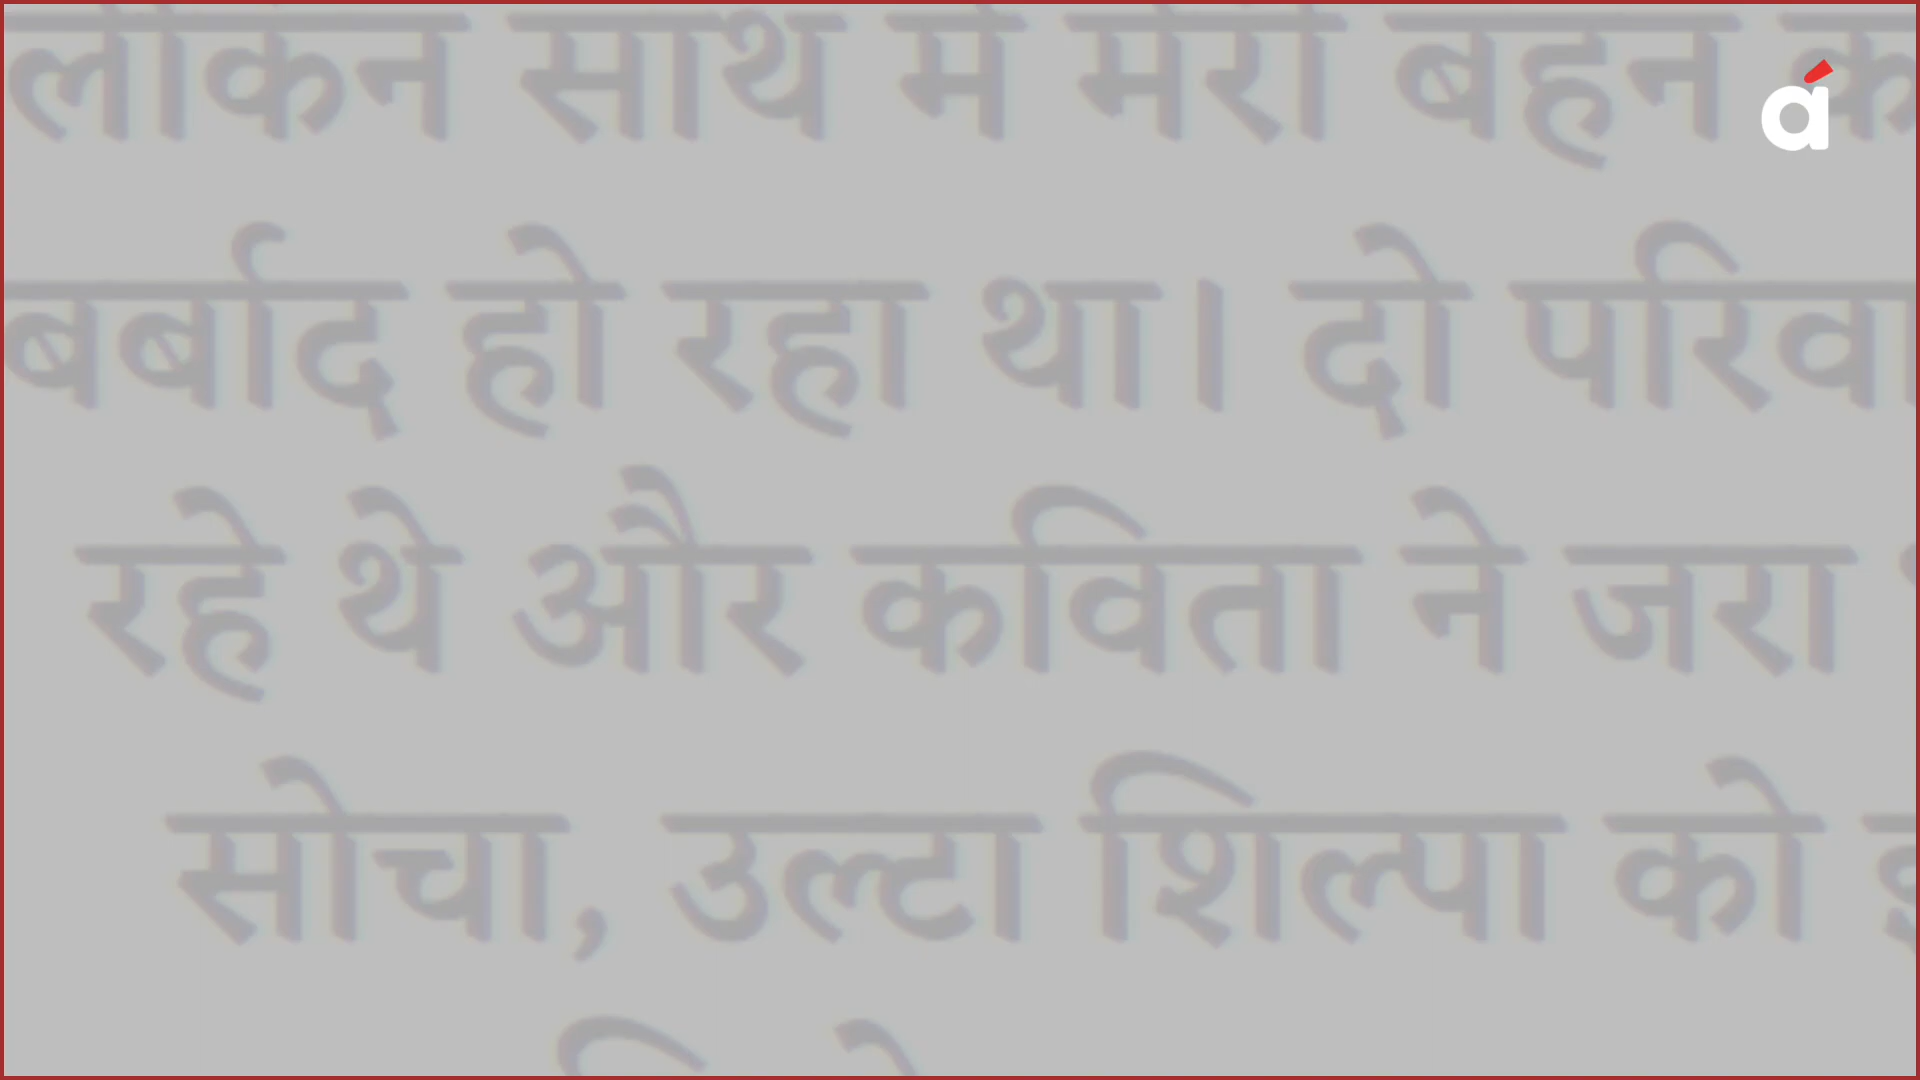 लेकिन साथ में मेरी बहन
बर्बाद हो रहा था। दो
रहे थे और कविता ने जरा
सोचा, उल्टा शिल्पा को